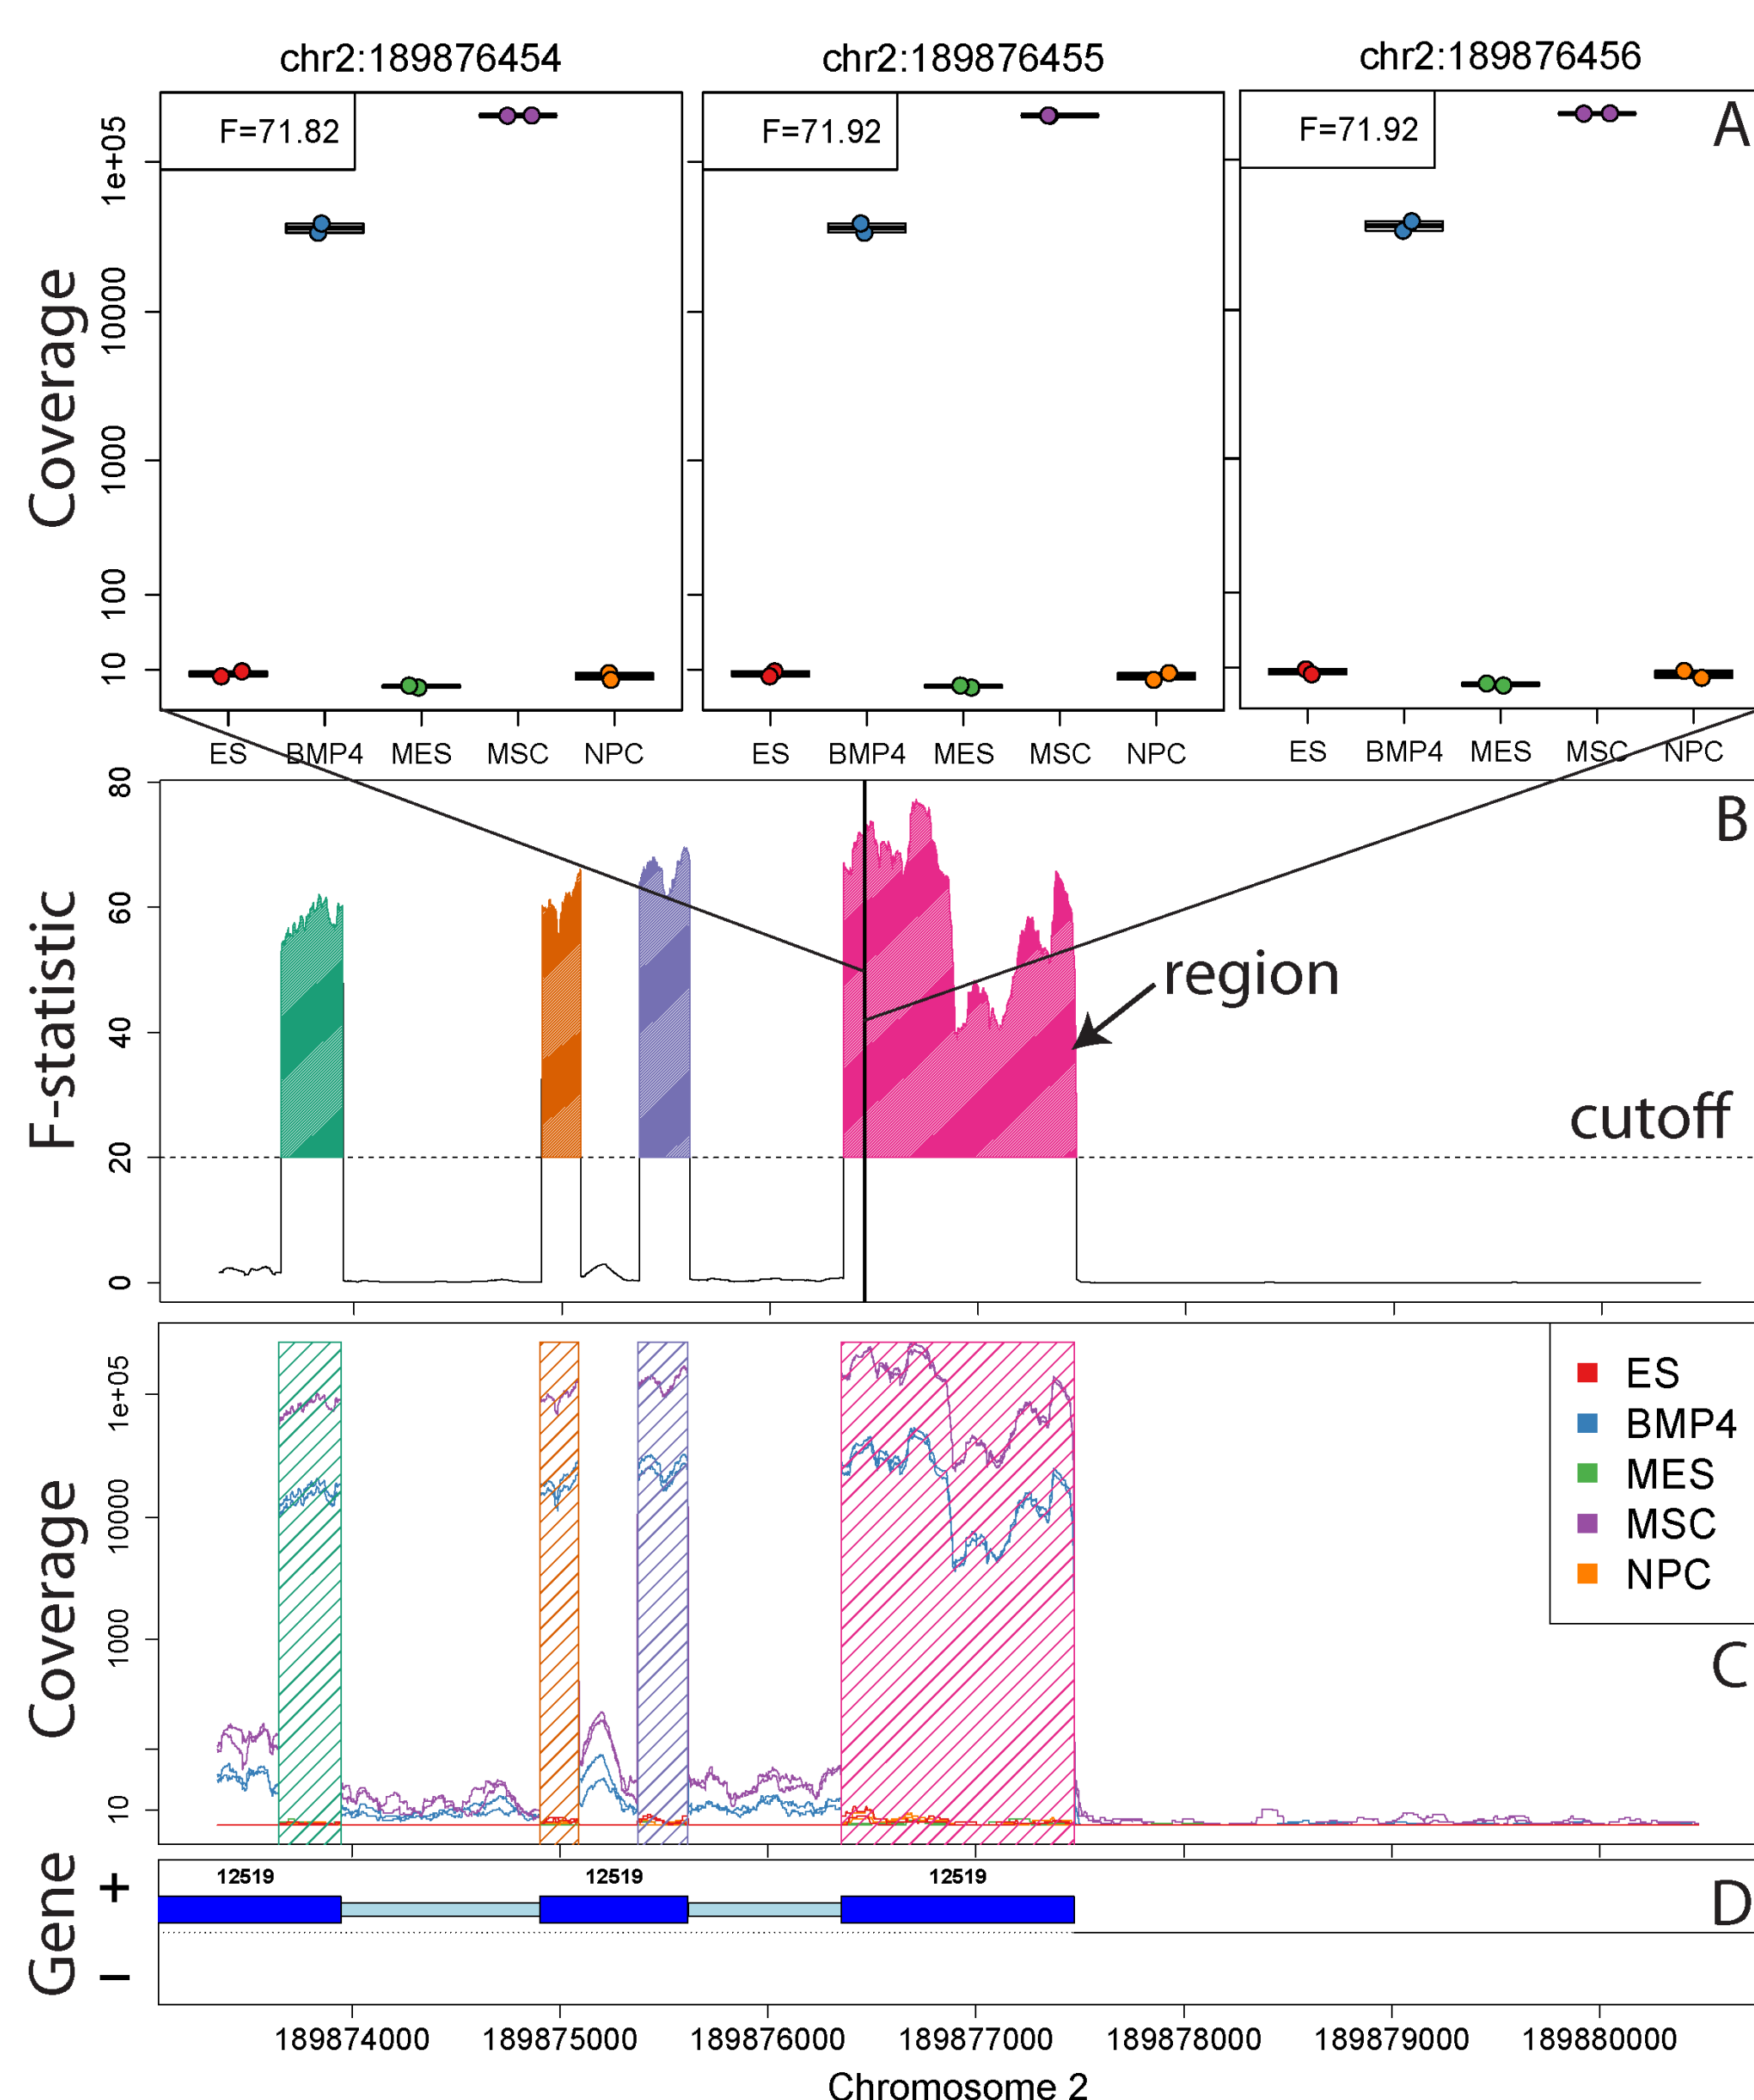 chr2:189876454 chr2:189876455 chr2:189876456
A
F=71.82 F=71.92 F=71.92
Coverage
1e+05
10000
1000
100
10
ES BMP4 MES MSC NPC ES BMP4 MES MSC NPC ES BMP4 MES MSC NPC
B
F-statistic
80
60
40
20
0
region
cutoff
C
Coverage
1e+05
10000
1000
10
ES
BMP4
MES
MSC
NPC
D
Gene
+
−
12519 12519 12519
189874000 189875000 189876000 189877000 189878000 189879000 189880000
Chromosome 2